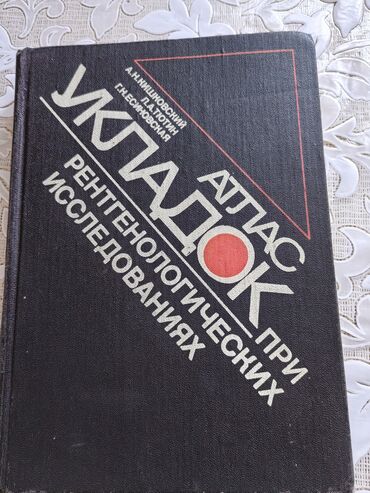 А.Н.КИШКОВСКИЙ
Л.А.ТЮТИН
Г.Н.ЕСИНОВСКАЯ
АТЛАС
УКЛАДОК
ПРИ
РЕНТГЕНОЛОГИЧЕСКИХ
ИССЛЕДОВАНИЯХ